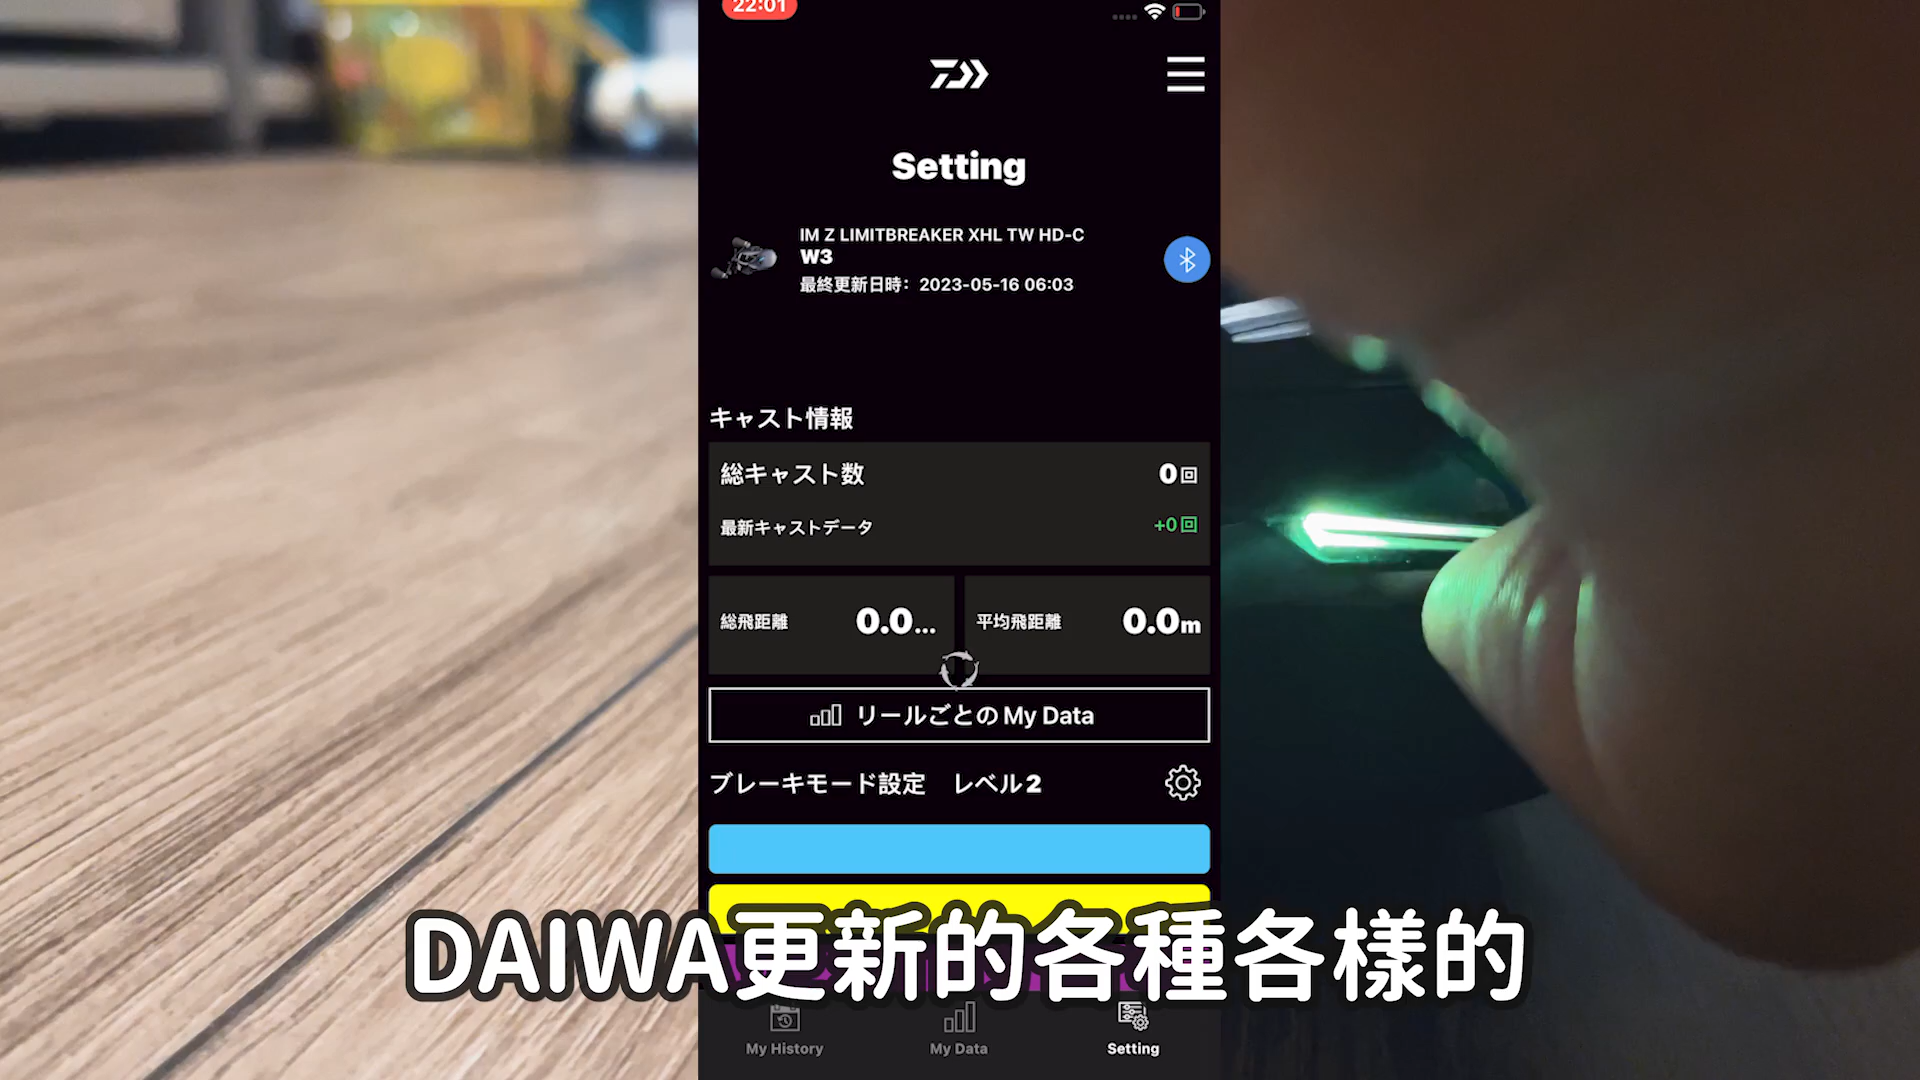 22:01
Setting
IM Z LIMITBREAKER XHL TW HD-C
W3
最終更新日時：2023-05-16 06:03
キャスト情報
総キャスト数 0回
最新キャストデータ +0回
総飛距離 0.0...
平均飛距離 0.0m
リールごとの My Data
ブレーキモード設定 レベル2
DAIWA更新的各種各樣的
My History
My Data
Setting